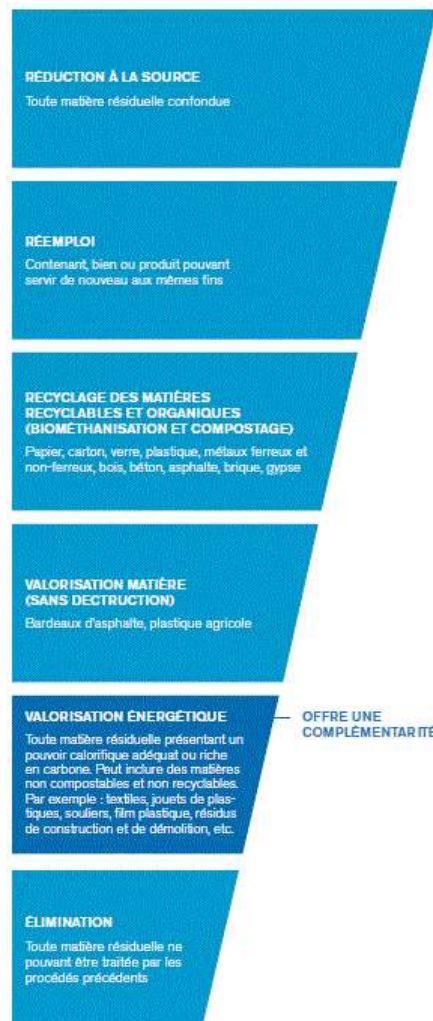 RÉDUCTION À LA SOURCE
Toute matière résiduelle confondue
RÉEMPLOI
Contenant, bien ou produit pouvant
servir de nouveau aux mêmes fins
RECYCLAGE DES MATIÈRES
RECYCLABLES ET ORGANIQUES
(BIOMÉTHANISATION ET COMPOSTAGE)
Papier, carton, verre, plastique, métaux ferreux et
non-ferreux, bois, béton, asphalte, brique, gypse
VALORISATION MATIÈRE
(SANS DECTRUCTION)
Bardeaux d'asphalte, plastique agricole
VALORISATION ÉNERGÉTIQUE
Toute matière résiduelle présentant un
pouvoir calorifique adéquat ou riche
en carbone. Peut inclure des matières
non compostables et non recyclables.
Par exemple : textiles, jouets de plas-
tiques, souliers, film plastique, résidus
de construction et de démolition, etc.
OFFRE UNE
COMPLÉMENTARITÉ
ÉLIMINATION
Toute matière résiduelle ne
pouvant être traitée par les
procédés précédents